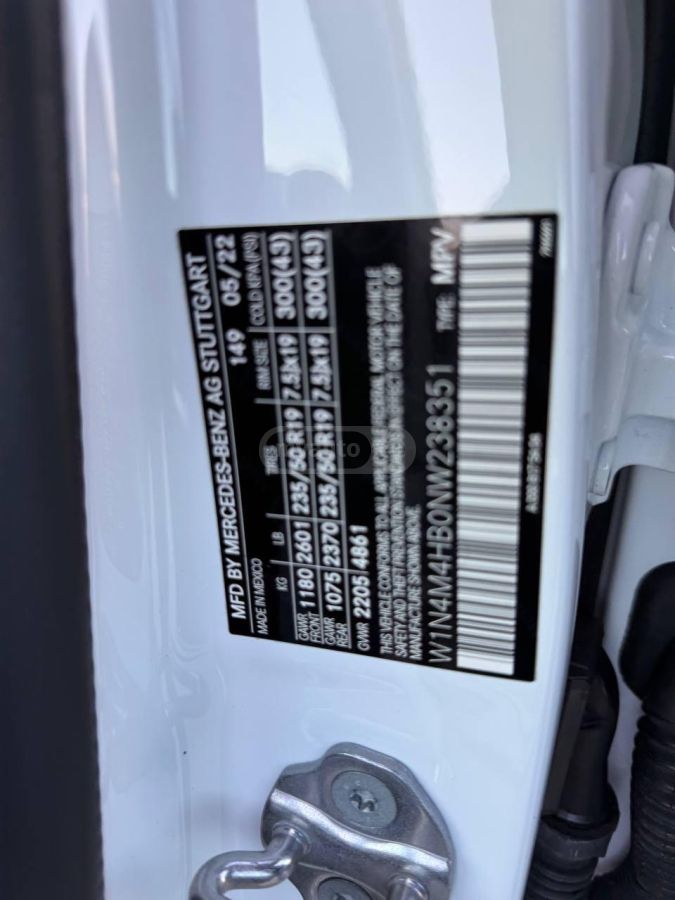 MFD BY MERCEDES-BENZ AG STUTTGART
MADE IN MEXICO 149 05/22
KG LB TIRES RIM SIZE COLD KPA(PSI)
GAWR FRONT 1180 2601 235/50 R19 7.5Jx19 300(43)
GAWR REAR 1075 2370 235/50 R19 7.5Jx19 300(43)
GVWR 2205 4861
THIS VEHICLE CONFORMS TO ALL APPLICABLE FEDERAL MOTOR VEHICLE
SAFETY AND THEFT PREVENTION STANDARDS IN EFFECT ON THE DATE OF
MANUFACTURE SHOWN ABOVE.
W1N4M4HB0NW238351 TYPE: MPV